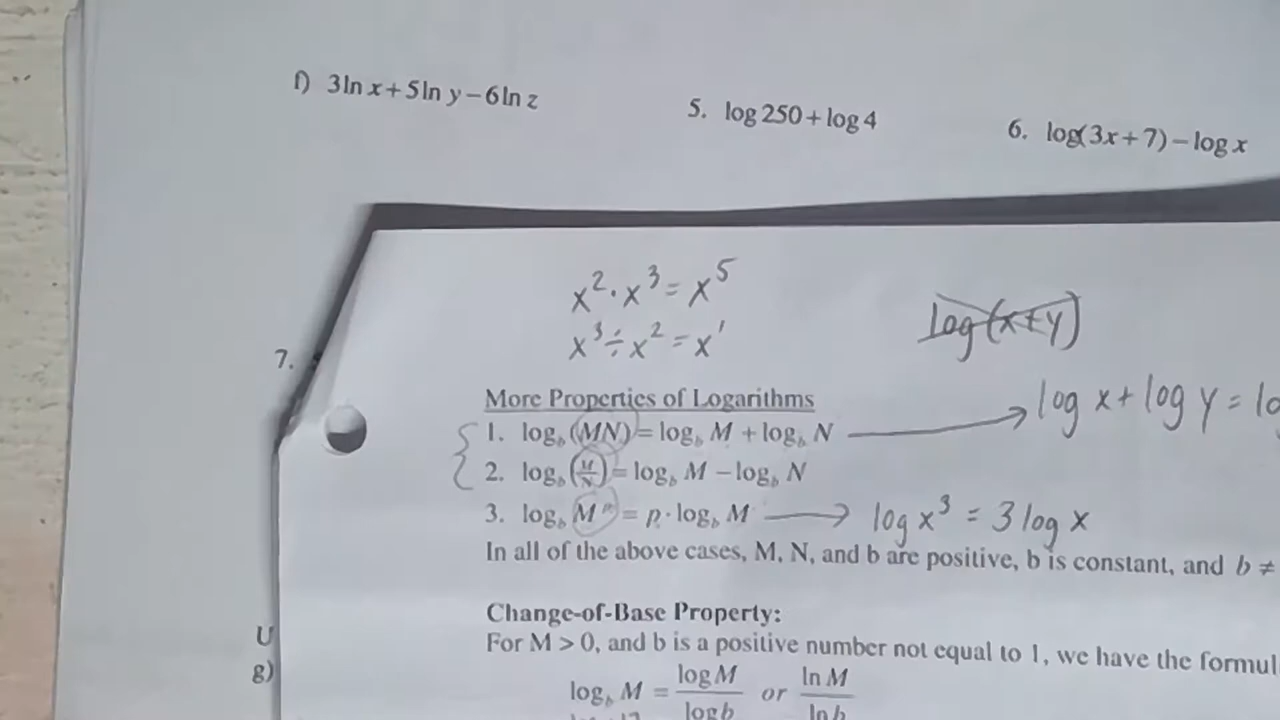 f) 3ln x+5ln y−6ln z
5. log 250+log 4
6. log(3x+7)−log x
x²·x³=x⁵
x³÷x²=x¹
log(x+y)
7.
More Properties of Logarithms
log x + log y =
1. log_b (MN) = log_b M + log_b N
2. log_b (M/N) = log_b M − log_b N
3. log_b M^p = p·log_b M → log x³ = 3 log x
In all of the above cases, M, N, and b are positive, b is constant, and b ≠
Change-of-Base Property:
U
For M > 0, and b is a positive number not equal to 1, we have the formul
g)
log_b M = log M / log b or ln M / ln b